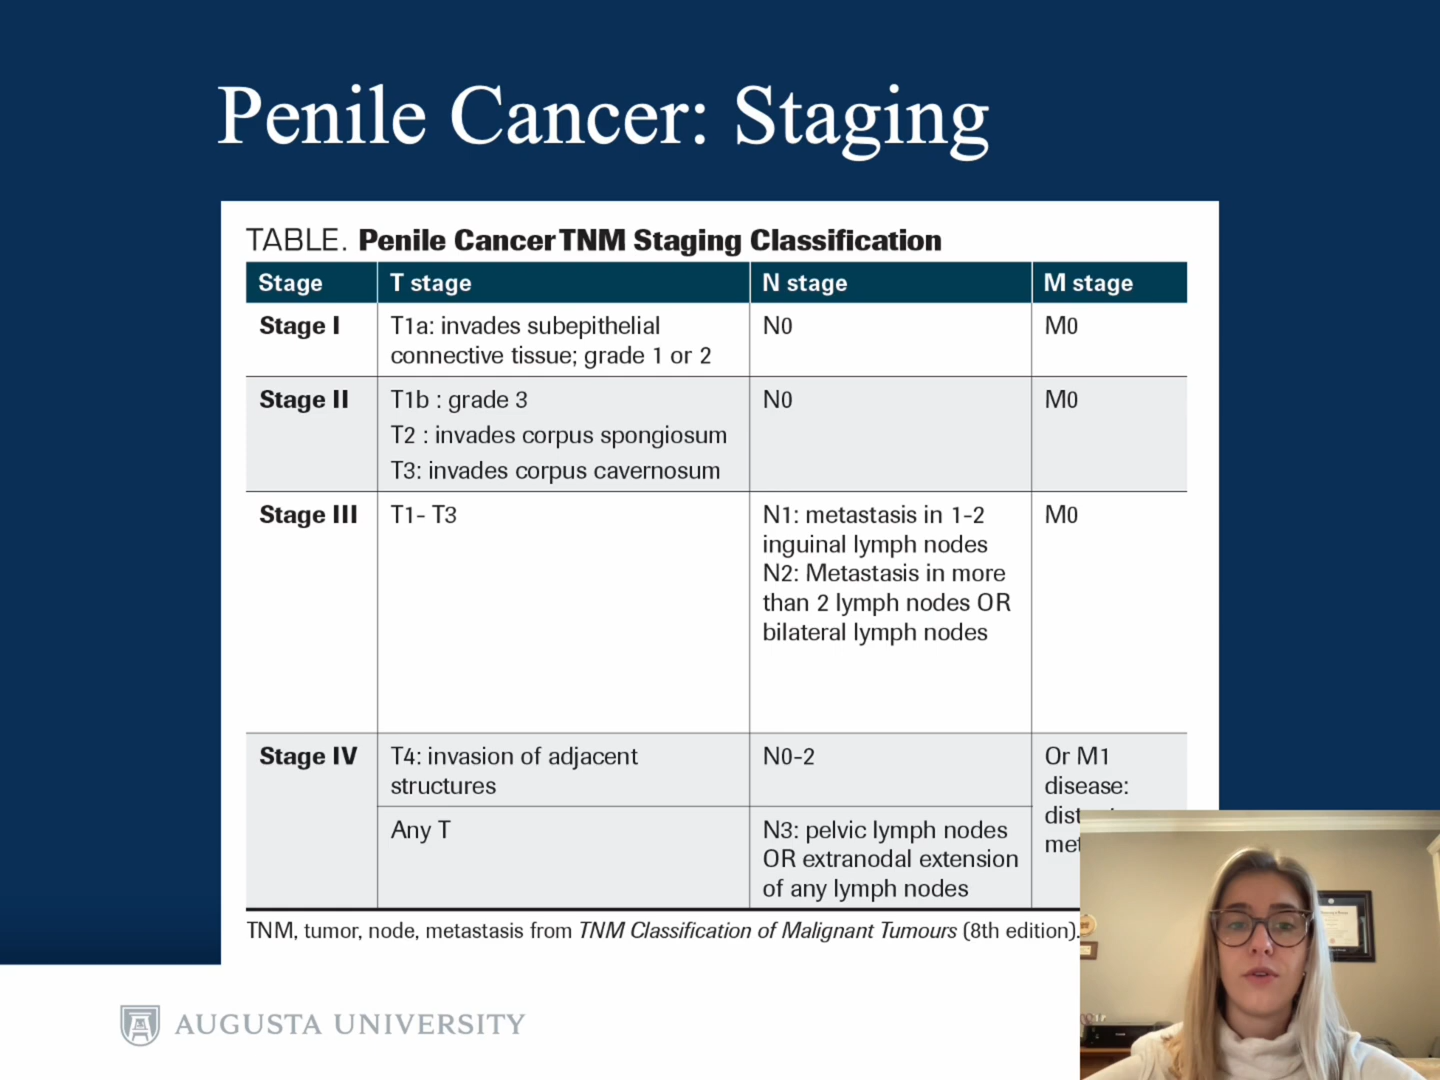 Penile Cancer: Staging
TABLE. Penile Cancer TNM Staging Classification
Stage T stage N stage M stage
Stage I T1a: invades subepithelial N0 M0
connective tissue; grade 1 or 2
Stage II T1b : grade 3 N0 M0
T2 : invades corpus spongiosum
T3: invades corpus cavernosum
Stage III T1- T3 N1: metastasis in 1-2 M0
inguinal lymph nodes
N2: Metastasis in more
than 2 lymph nodes OR
bilateral lymph nodes
Stage IV T4: invasion of adjacent N0-2 Or M1
structures disease:
Any T N3: pelvic lymph nodes
OR extranodal extension
of any lymph nodes
TNM, tumor, node, metastasis from TNM Classification of Malignant Tumours (8th edition).
AUGUSTA UNIVERSITY